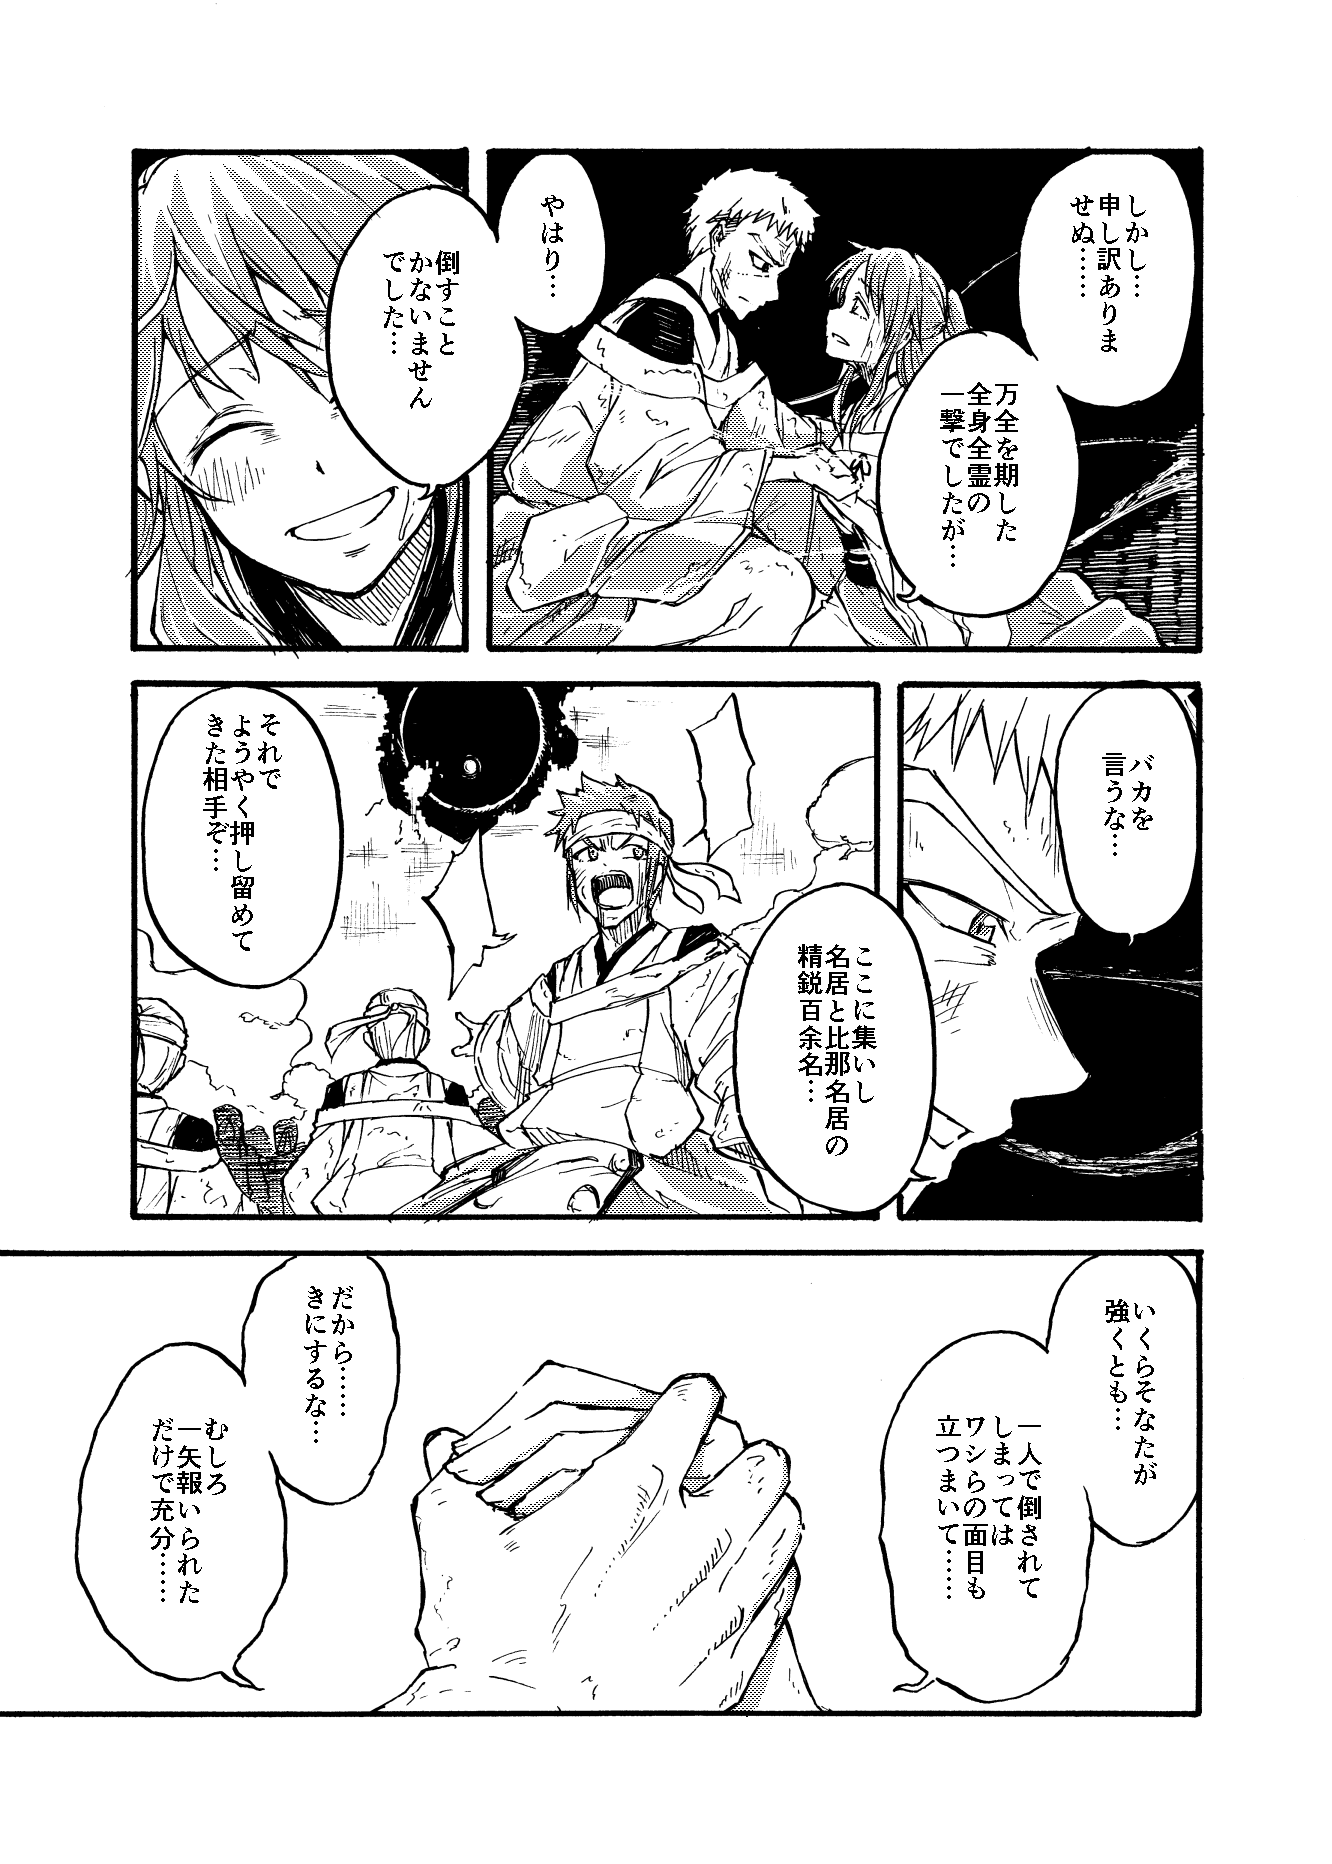 しかし…
申し訳ありま
せぬ……
万全を期した
全身全霊の
一撃でしたが…
やはり…
倒すこと
かないません
でした…
バカを
言うな…
ここに集いし
名居と比那名居の
精鋭百余名…
それで
ようやく押し留めて
きた相手ぞ…
いくらそなたが
強くとも…
一人で倒されて
しまっては
ワシらの面目も
立つまいて……
だから……
きにするな…
むしろ
一矢報いられた
だけで充分……